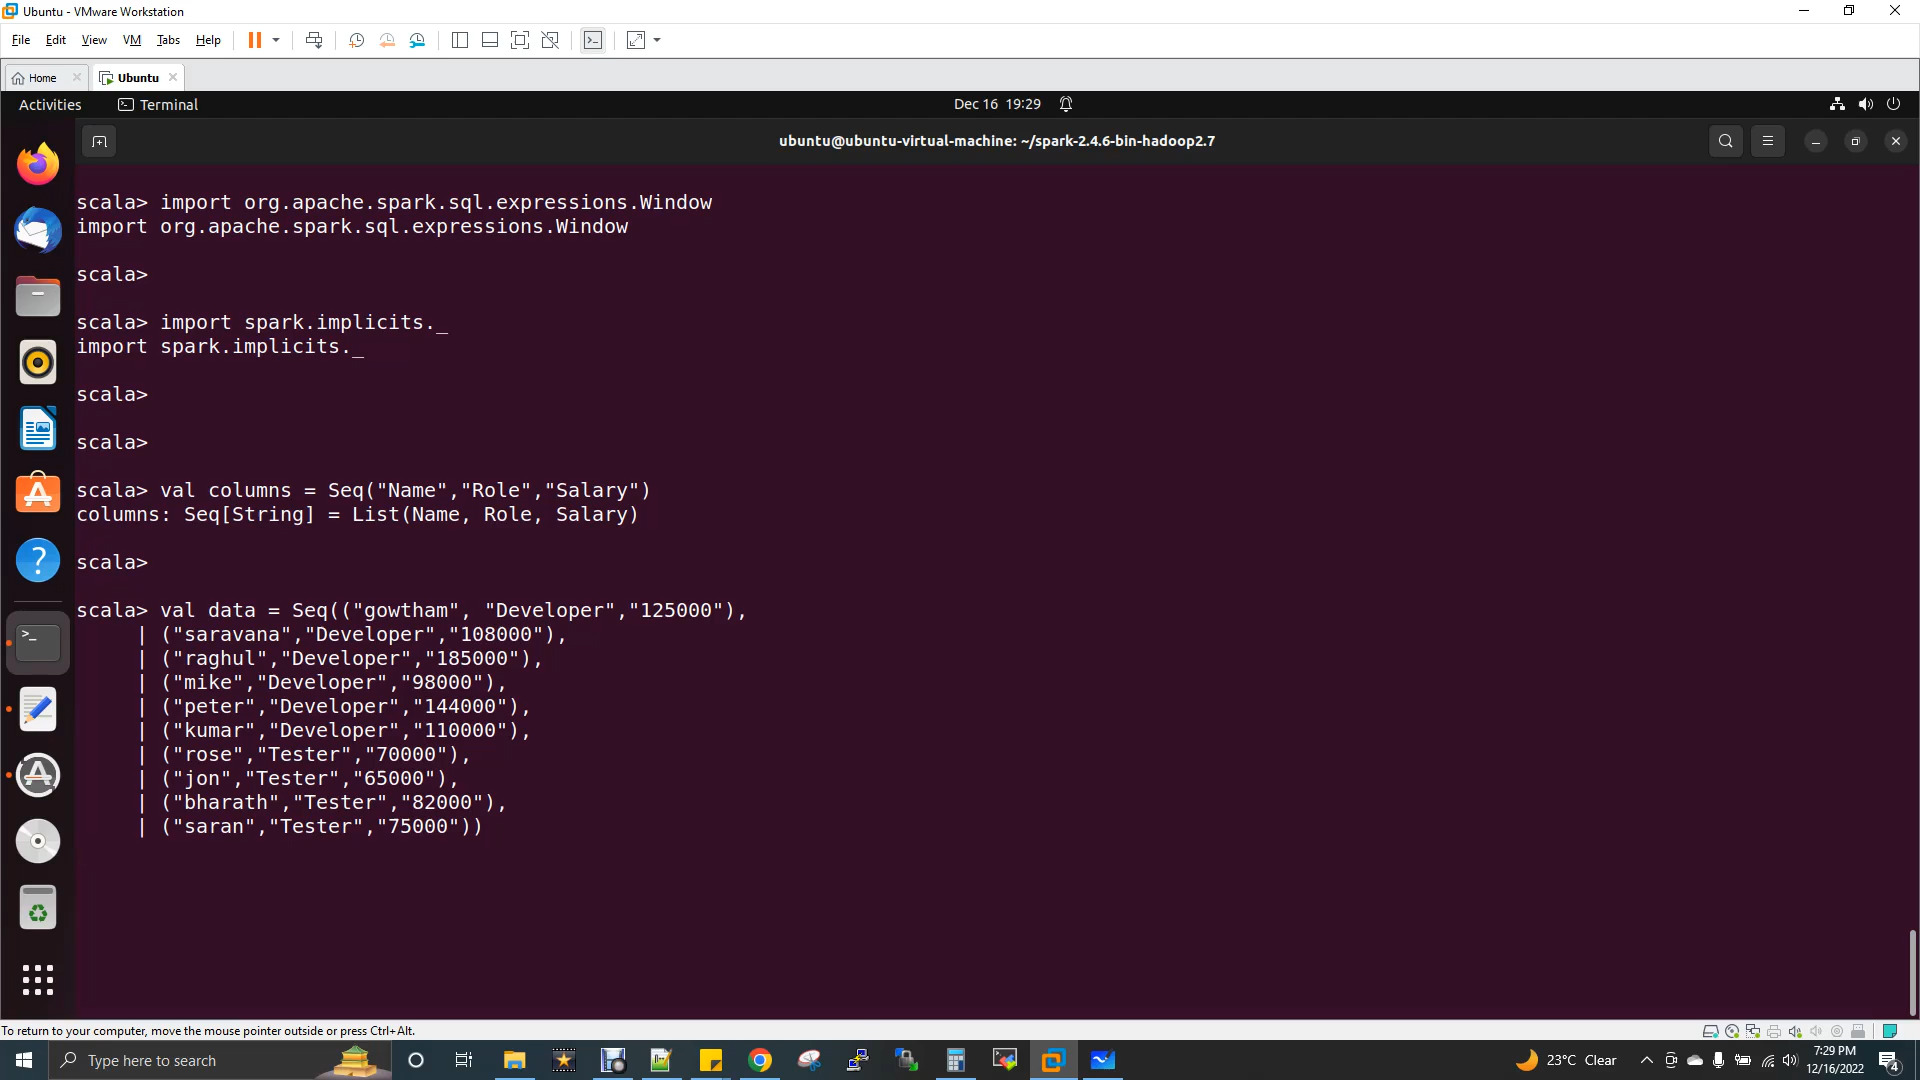 Ubuntu - VMware Workstation
File Edit View VM Tabs Help
Home
Ubuntu
Activities
Terminal
Dec 16 19:29
ubuntu@ubuntu-virtual-machine: ~/spark-2.4.6-bin-hadoop2.7
scala> import org.apache.spark.sql.expressions.Window
import org.apache.spark.sql.expressions.Window
scala>
scala> import spark.implicits._
import spark.implicits._
scala>
scala>
scala> val columns = Seq("Name","Role","Salary")
columns: Seq[String] = List(Name, Role, Salary)
scala>
scala> val data = Seq(("gowtham", "Developer","125000"),
| ("saravana","Developer","108000"),
| ("raghul","Developer","185000"),
| ("mike","Developer","98000"),
| ("peter","Developer","144000"),
| ("kumar","Developer","110000"),
| ("rose","Tester","70000"),
| ("jon","Tester","65000"),
| ("bharath","Tester","82000"),
| ("saran","Tester","75000"))
To return to your computer, move the mouse pointer outside or press Ctrl+Alt.
Type here to search
23°C Clear
7:29 PM
12/16/2022
4